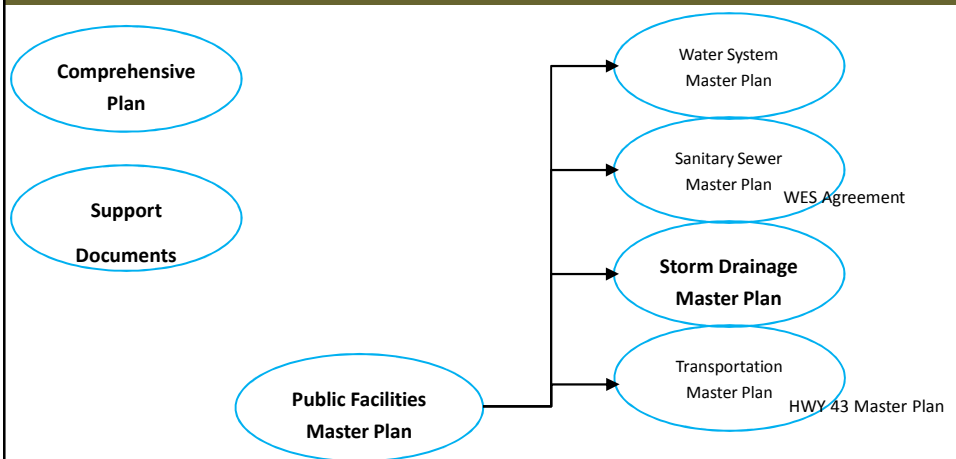 Comprehensive
Plan
Support
Documents
Public Facilities
Master Plan
Water System
Master Plan
Sanitary Sewer
Master Plan
WES Agreement
Storm Drainage
Master Plan
Transportation
Master Plan
HWY 43 Master Plan